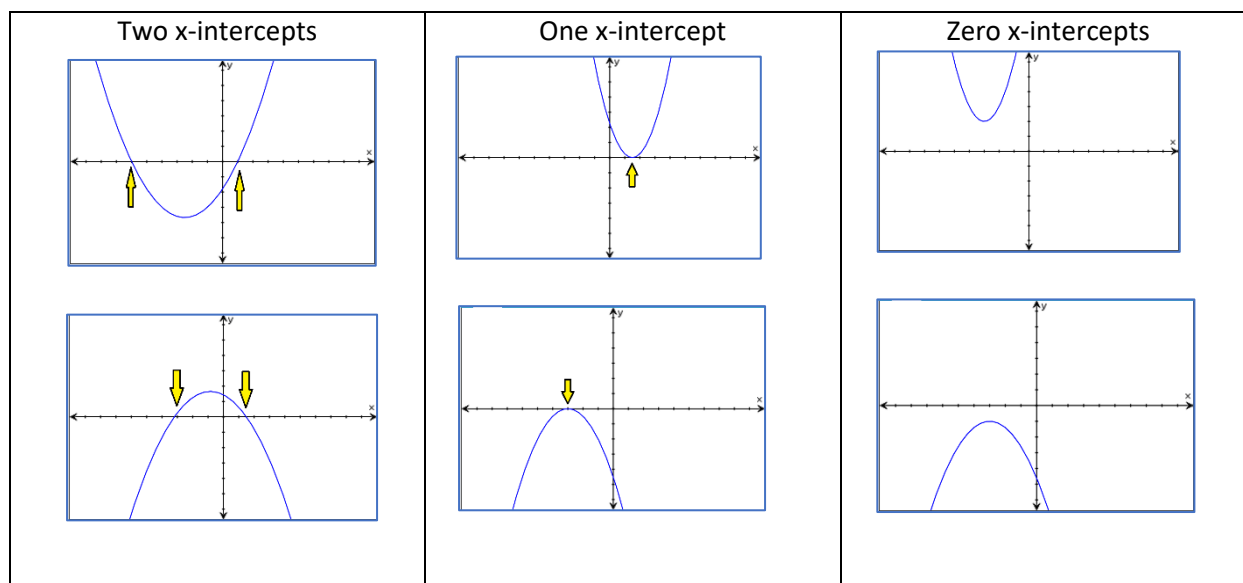 Two x-intercepts
One x-intercept
Zero x-intercepts
y
x
y
x
y
x
y
x
y
x
y
x